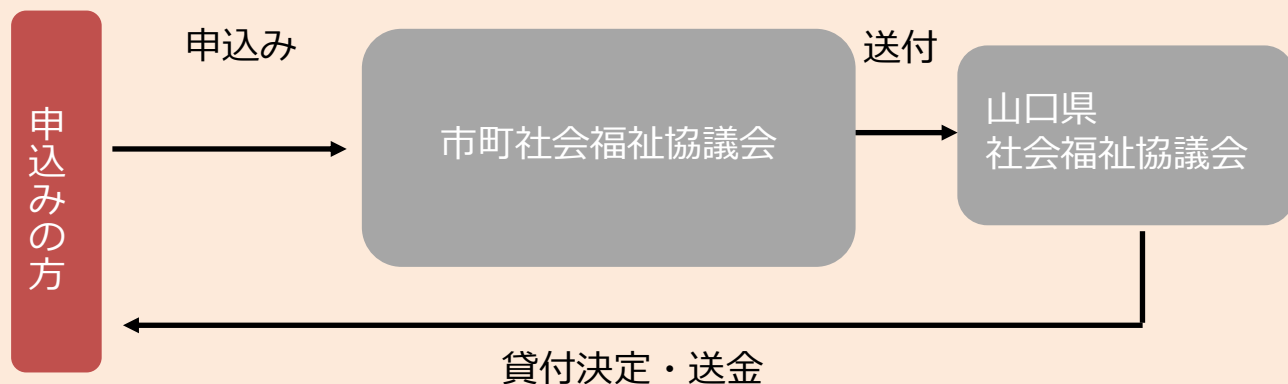 申込みの方
申込み
市町社会福祉協議会
送付
山口県
社会福祉協議会
貸付決定・送金